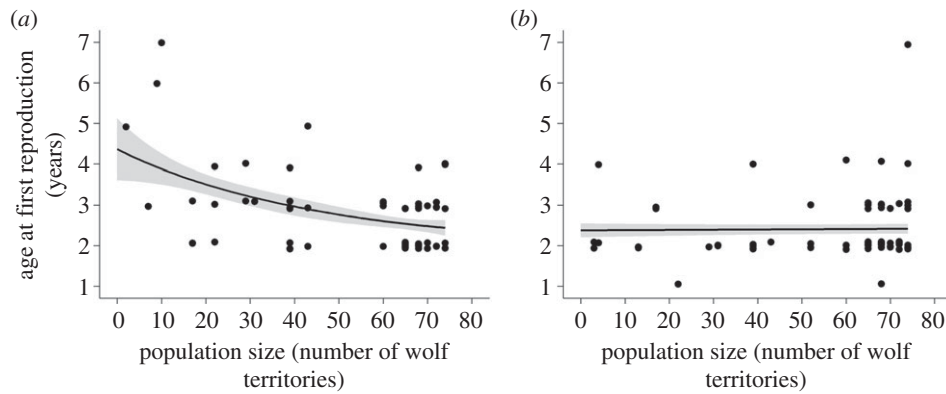 (a)
(b)
age at first reproduction
(years)
7
6
5
4
3
2
1
0 10 20 30 40 50 60 70 80
population size (number of wolf
territories)
7
6
5
4
3
2
1
0 10 20 30 40 50 60 70 80
population size (number of wolf
territories)